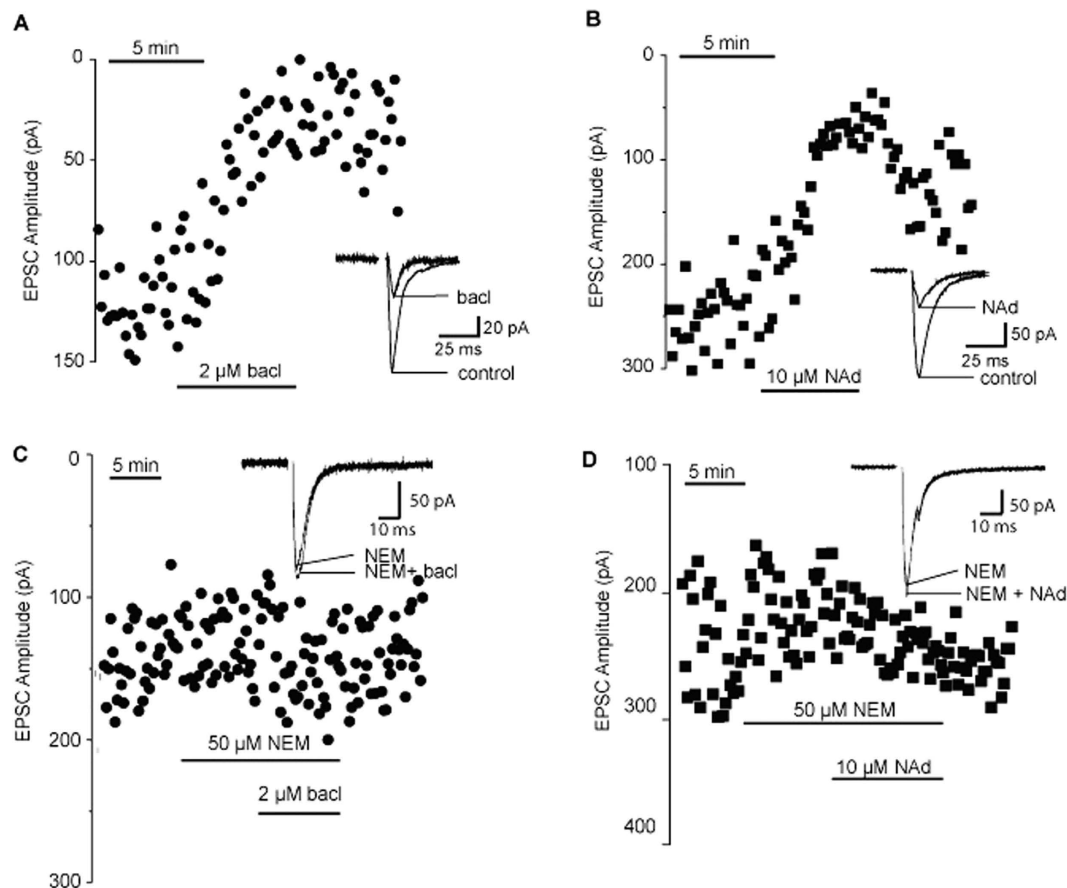 A
5 min
0
50
100
150
EPSC Amplitude (pA)
bacl
20 pA
25 ms
control
2 µM bacl
B
5 min
0
100
200
300
EPSC Amplitude (pA)
NAd
50 pA
25 ms
control
10 µM NAd
C
5 min
0
100
200
300
EPSC Amplitude (pA)
50 pA
10 ms
NEM
NEM+ bacl
50 µM NEM
2 µM bacl
D
5 min
100
200
300
400
EPSC Amplitude (pA)
50 pA
10 ms
NEM
NEM + NAd
50 µM NEM
10 µM NAd